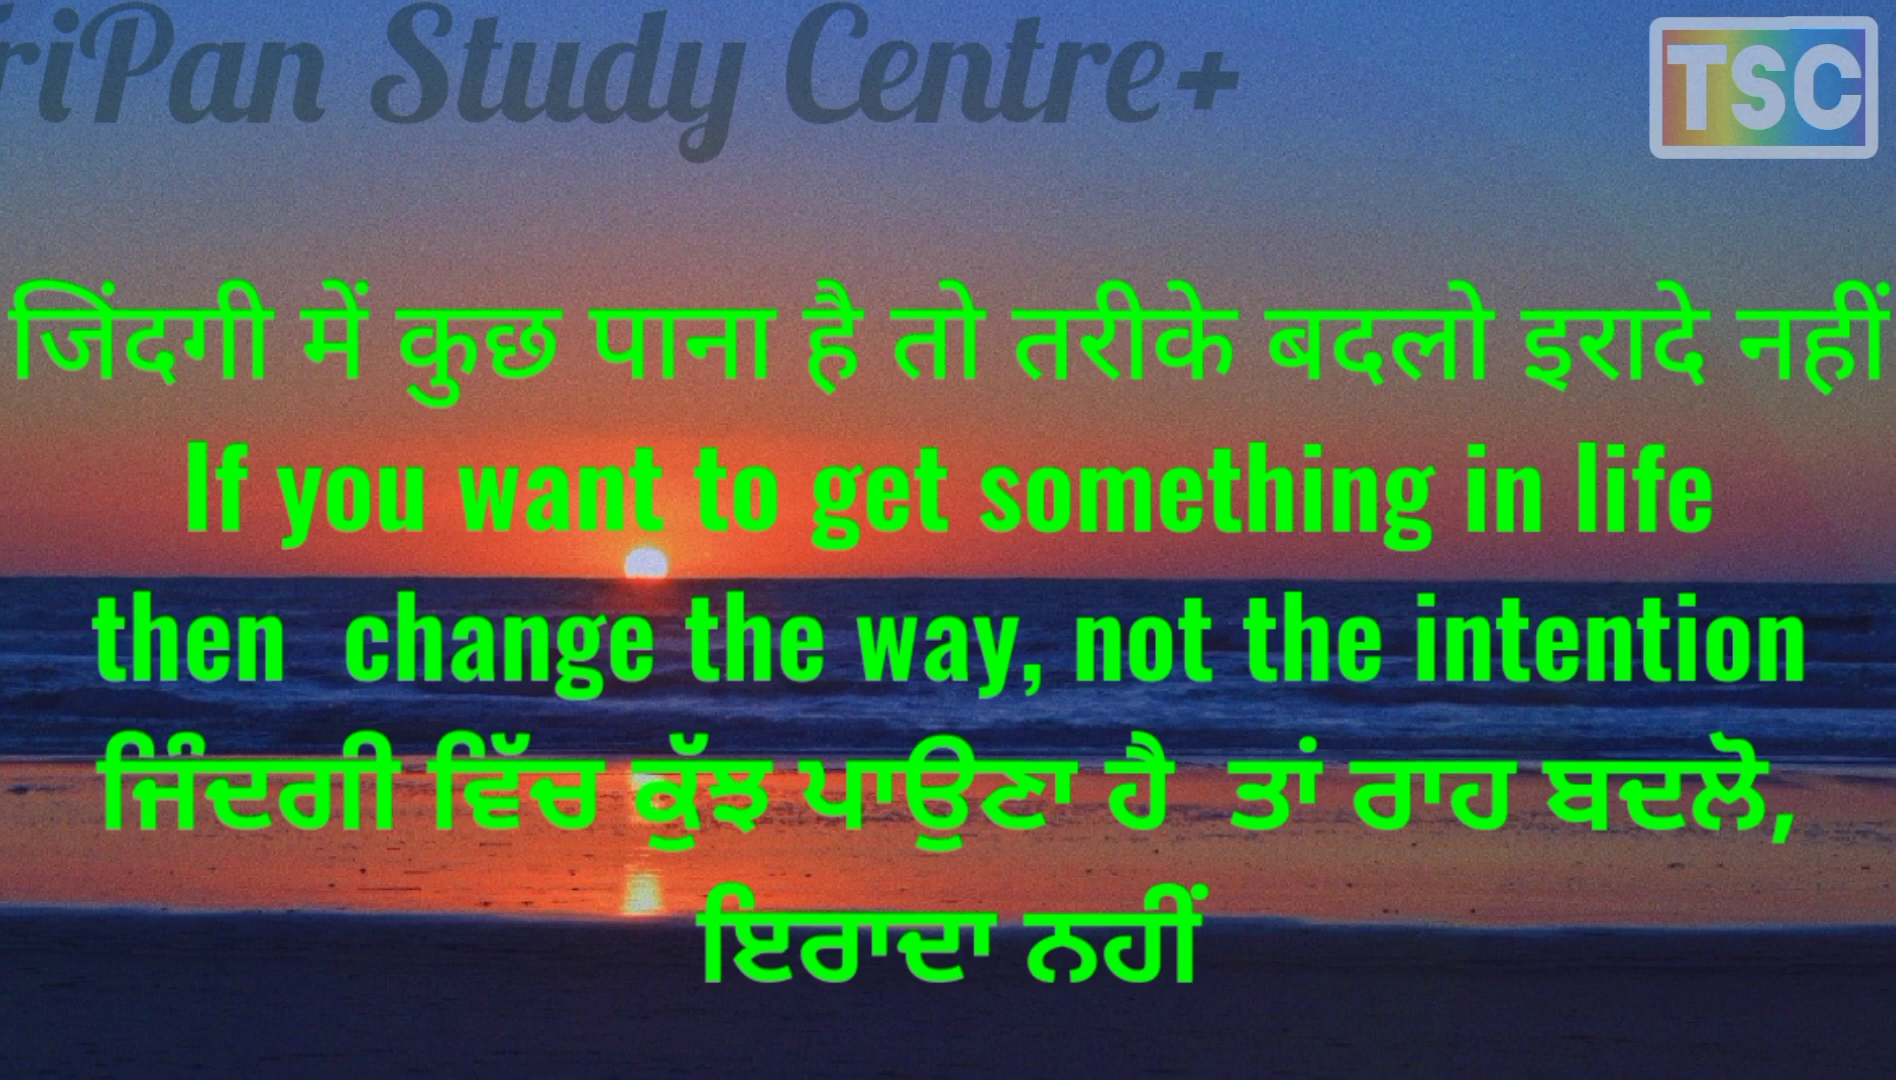 riPan Study Centre+
TSC
जिंदगी में कुछ पाना है तो तरीके बदलो इरादे नहीं
If you want to get something in life
then change the way, not the intention
ਜ਼ਿੰਦਗੀ ਵਿੱਚ ਕੁੱਝ ਪਾਉਣਾ ਹੈ ਤਾਂ ਰਾਹ ਬਦਲੋ,
ਇਰਾਦਾ ਨਹੀਂ